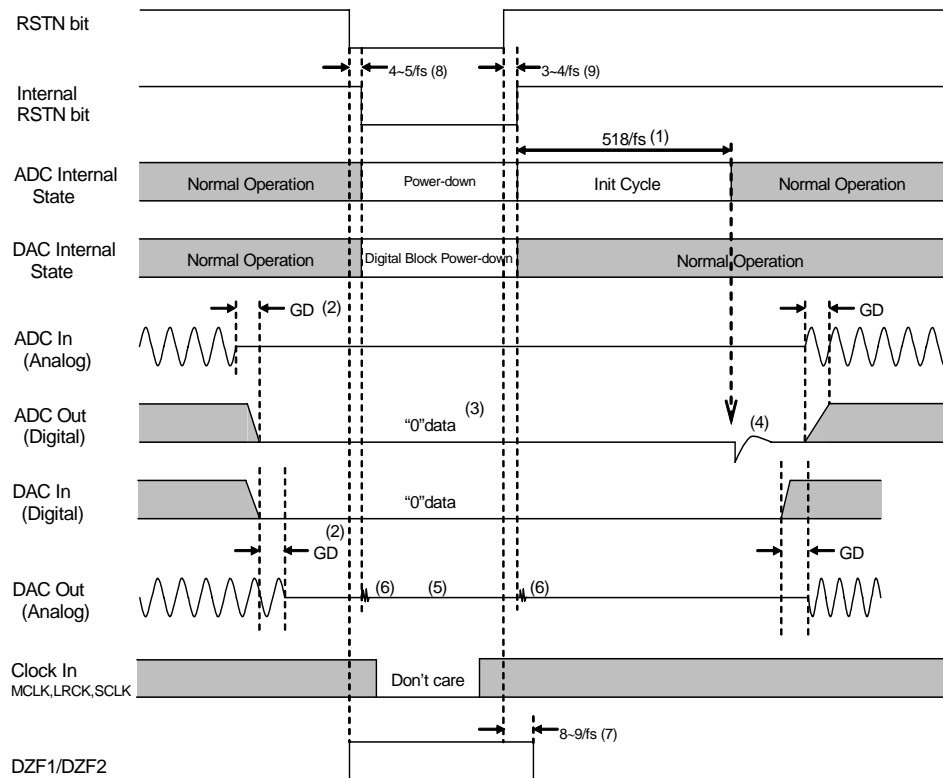 RSTN bit
4~5/fs (8)
3~4/fs (9)
Internal
RSTN bit
518/fs (1)
ADC Internal
State
Normal Operation
Power-down
Init Cycle
Normal Operation
DAC Internal
State
Normal Operation
Digital Block Power-down
Normal Operation
GD (2)
GD
ADC In
(Analog)
ADC Out
(Digital)
“0”data (3)
(4)
DAC In
(Digital)
“0”data
(2)
GD
GD
DAC Out
(Analog)
(6)
(5)
(6)
Clock In
MCLK,LRCK,SCLK
Don’t care
8~9/fs (7)
DZF1/DZF2